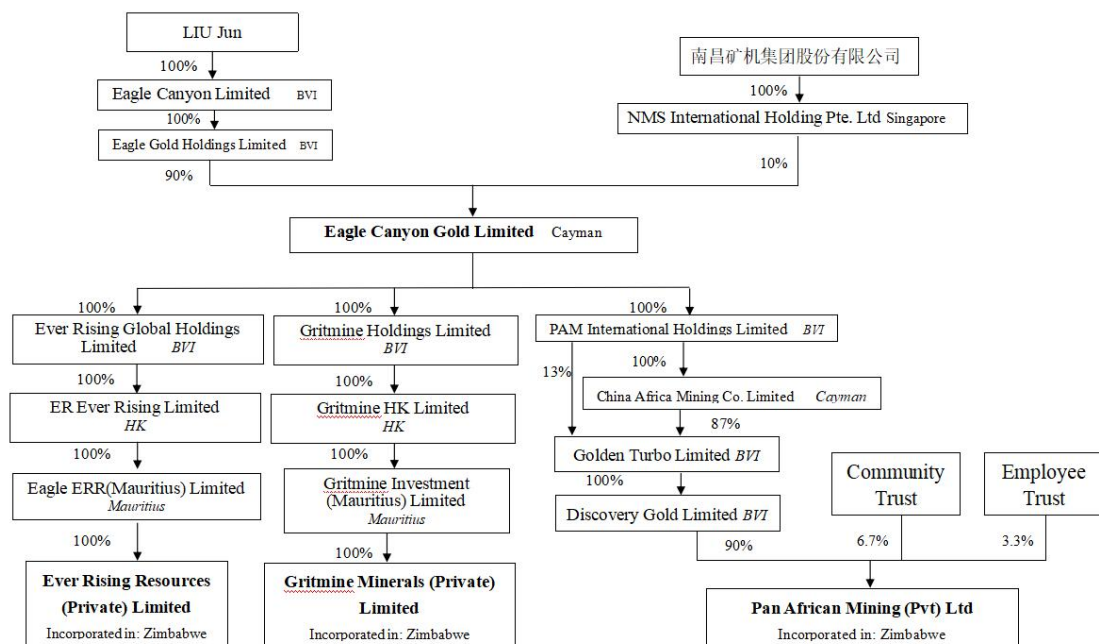 LIU Jun
100%
Eagle Canyon Limited BVI
100%
Eagle Gold Holdings Limited BVI
90%
南昌矿机集团股份有限公司
100%
NMS International Holding Pte. Ltd Singapore
10%
Eagle Canyon Gold Limited Cayman
100%
Ever Rising Global Holdings
Limited BVI
100%
ER Ever Rising Limited
HK
100%
Eagle ERR(Mauritius) Limited
Mauritius
100%
Ever Rising Resources
(Private) Limited
Incorporated in: Zimbabwe
100%
Gritmine Holdings Limited
BVI
100%
Gritmine HK Limited
HK
100%
Gritmine Investment
(Mauritius) Limited
Mauritius
100%
Gritmine Minerals (Private)
Limited
Incorporated in: Zimbabwe
100%
PAM International Holdings Limited BVI
13%
100%
China Africa Mining Co. Limited Cayman
87%
Golden Turbo Limited BVI
100%
Discovery Gold Limited BVI
90%
Community
Trust
6.7%
Employee
Trust
3.3%
Pan African Mining (Pvt) Ltd
Incorporated in: Zimbabwe